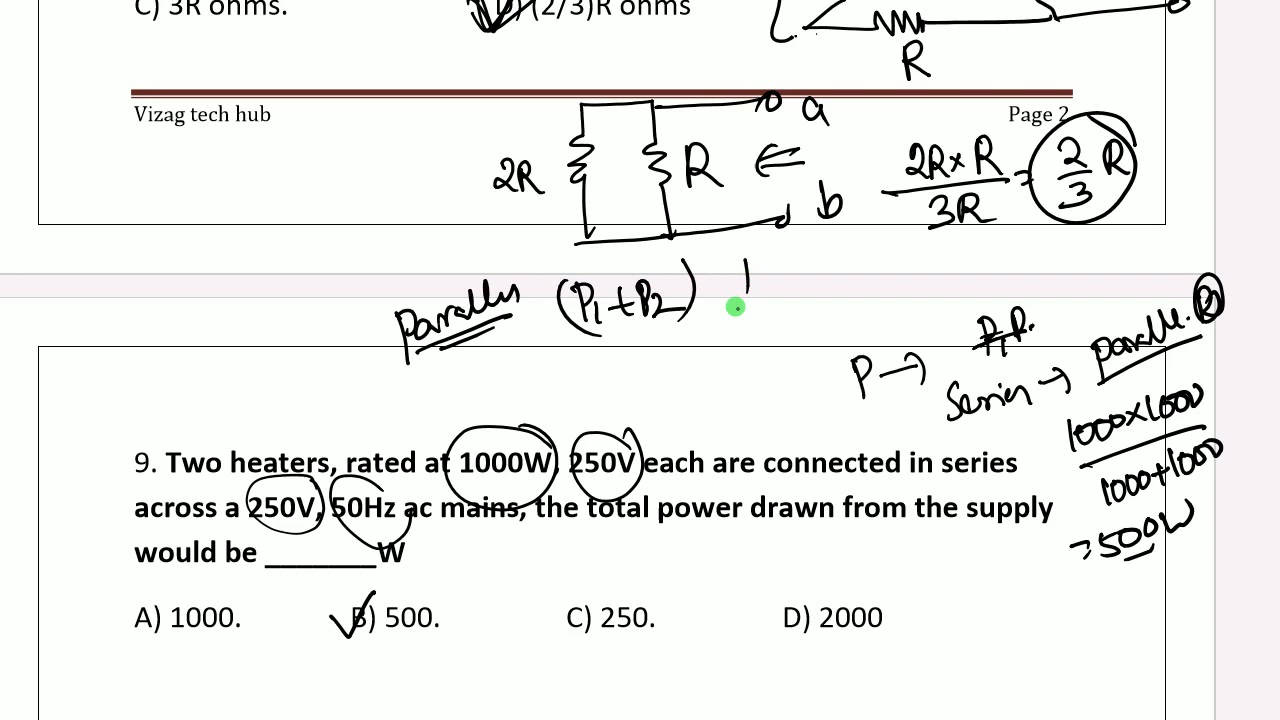 C) 3R ohms. D) (2/3)R ohms
R
Vizag tech hub Page 2
a
2R R 2R x R / 3R = 2/3 R
b
(P1 + P2)
P → Series →
1000 x 1000
1000 + 1000
= 500W
9. Two heaters, rated at 1000W, 250V each are connected in series
across a 250V, 50Hz ac mains, the total power drawn from the supply
would be ________W
A) 1000. B) 500. C) 250. D) 2000